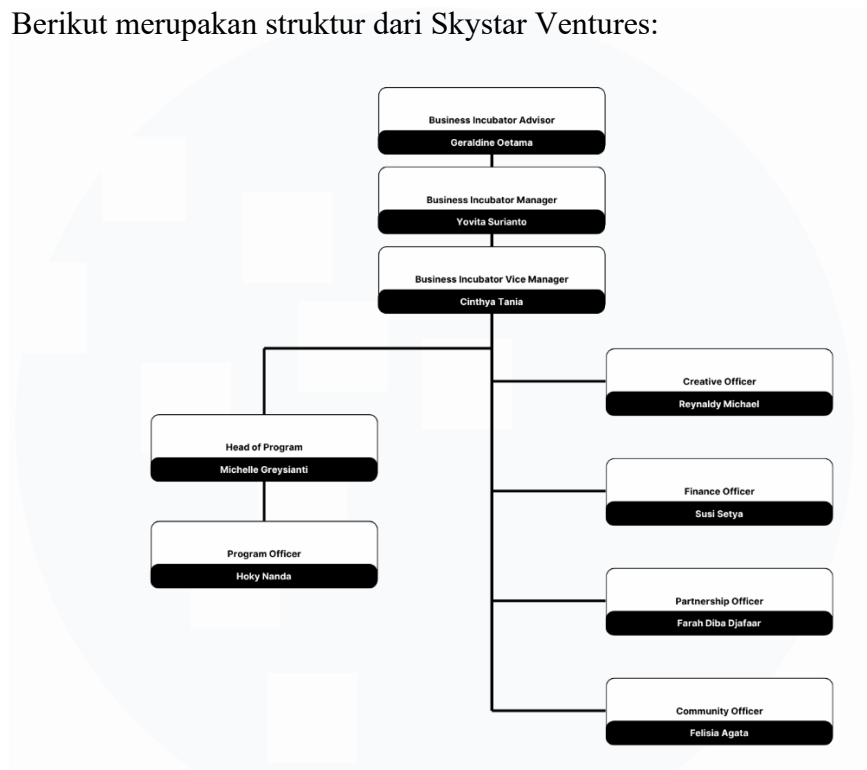 Berikut merupakan struktur dari Skystar Ventures:
Business Incubator Advisor
Geraldine Oetama
Business Incubator Manager
Yovita Surianto
Business Incubator Vice Manager
Cinthya Tania
Head of Program
Michelle Greysianti
Program Officer
Hoky Nanda
Creative Officer
Reynaldy Michael
Finance Officer
Susi Setya
Partnership Officer
Farah Diba Djafaar
Community Officer
Felisia Agata